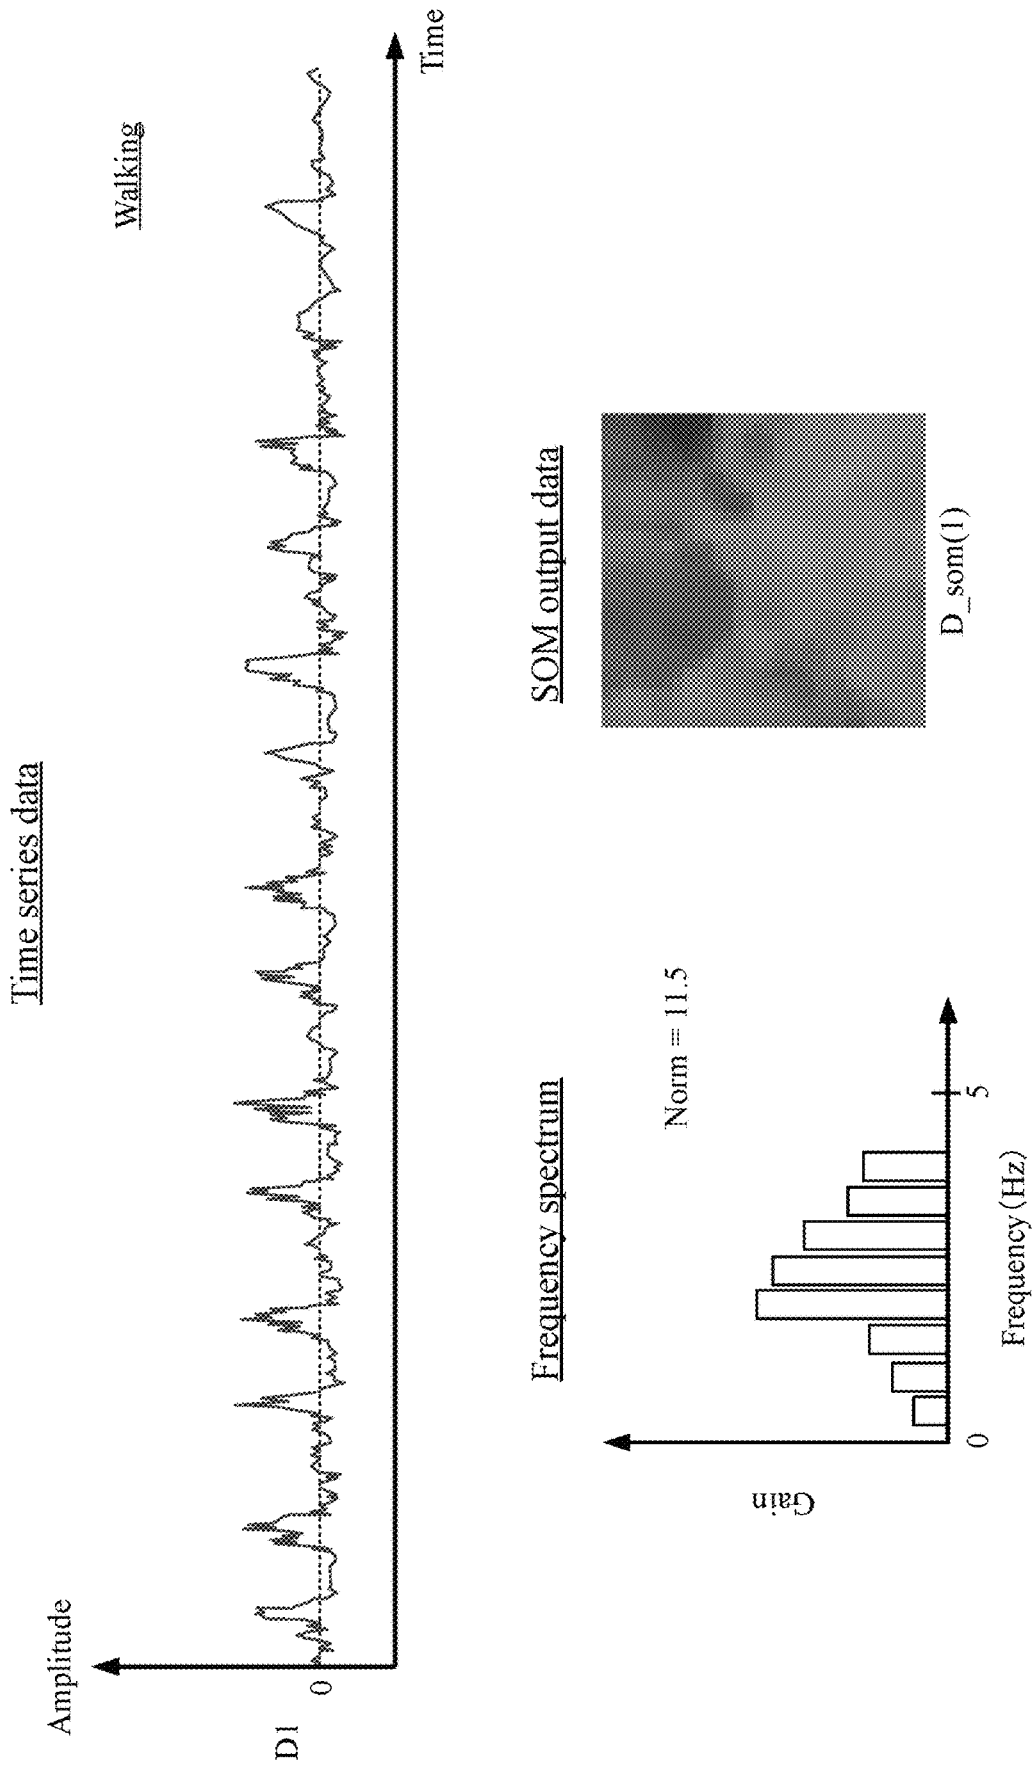 Time series data
Amplitude
Walking
D1
0
Time
Frequency spectrum
Norm = 11.5
Gain
0
5
Frequency(Hz)
SOM output data
D_som(1)